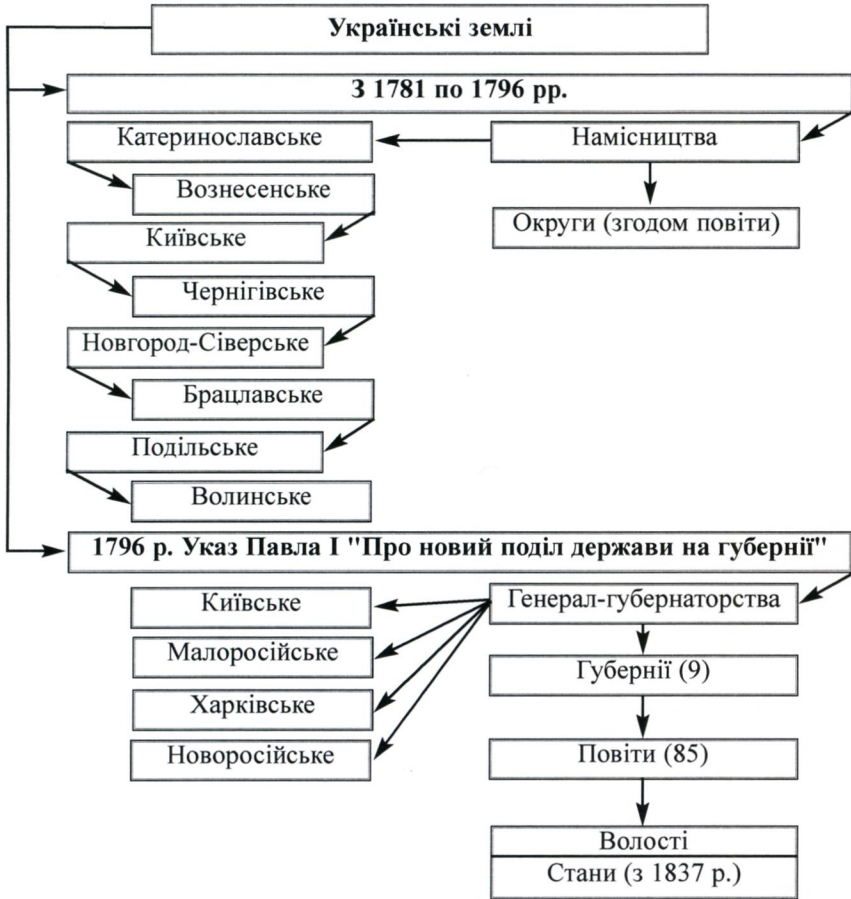 Українські землі
З 1781 по 1796 рр.
Катеринославське
Намісництва
Вознесенське
Округи (згодом повіти)
Київське
Чернігівське
Новгород-Сіверське
Брацлавське
Подільське
Волинське
1796 р. Указ Павла І "Про новий поділ держави на губернії"
Київське
Генерал-губернаторства
Малоросійське
Губернії (9)
Харківське
Новоросійське
Повіти (85)
Волості
Стани (з 1837 р.)